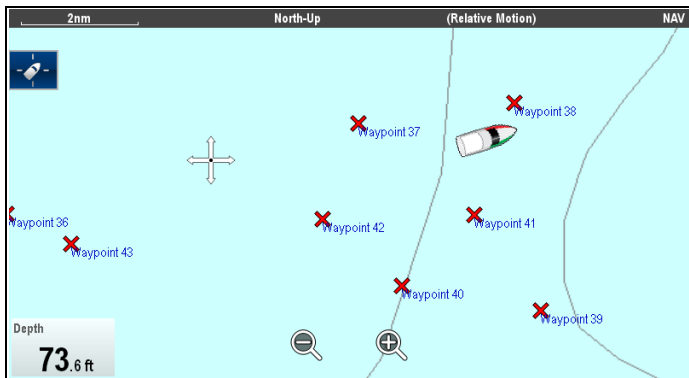 2nm North-Up (Relative Motion) NAV
Waypoint 38
Waypoint 37
Waypoint 36
Waypoint 42
Waypoint 41
Waypoint 43
Waypoint 40
Waypoint 39
Depth
73.6 ft